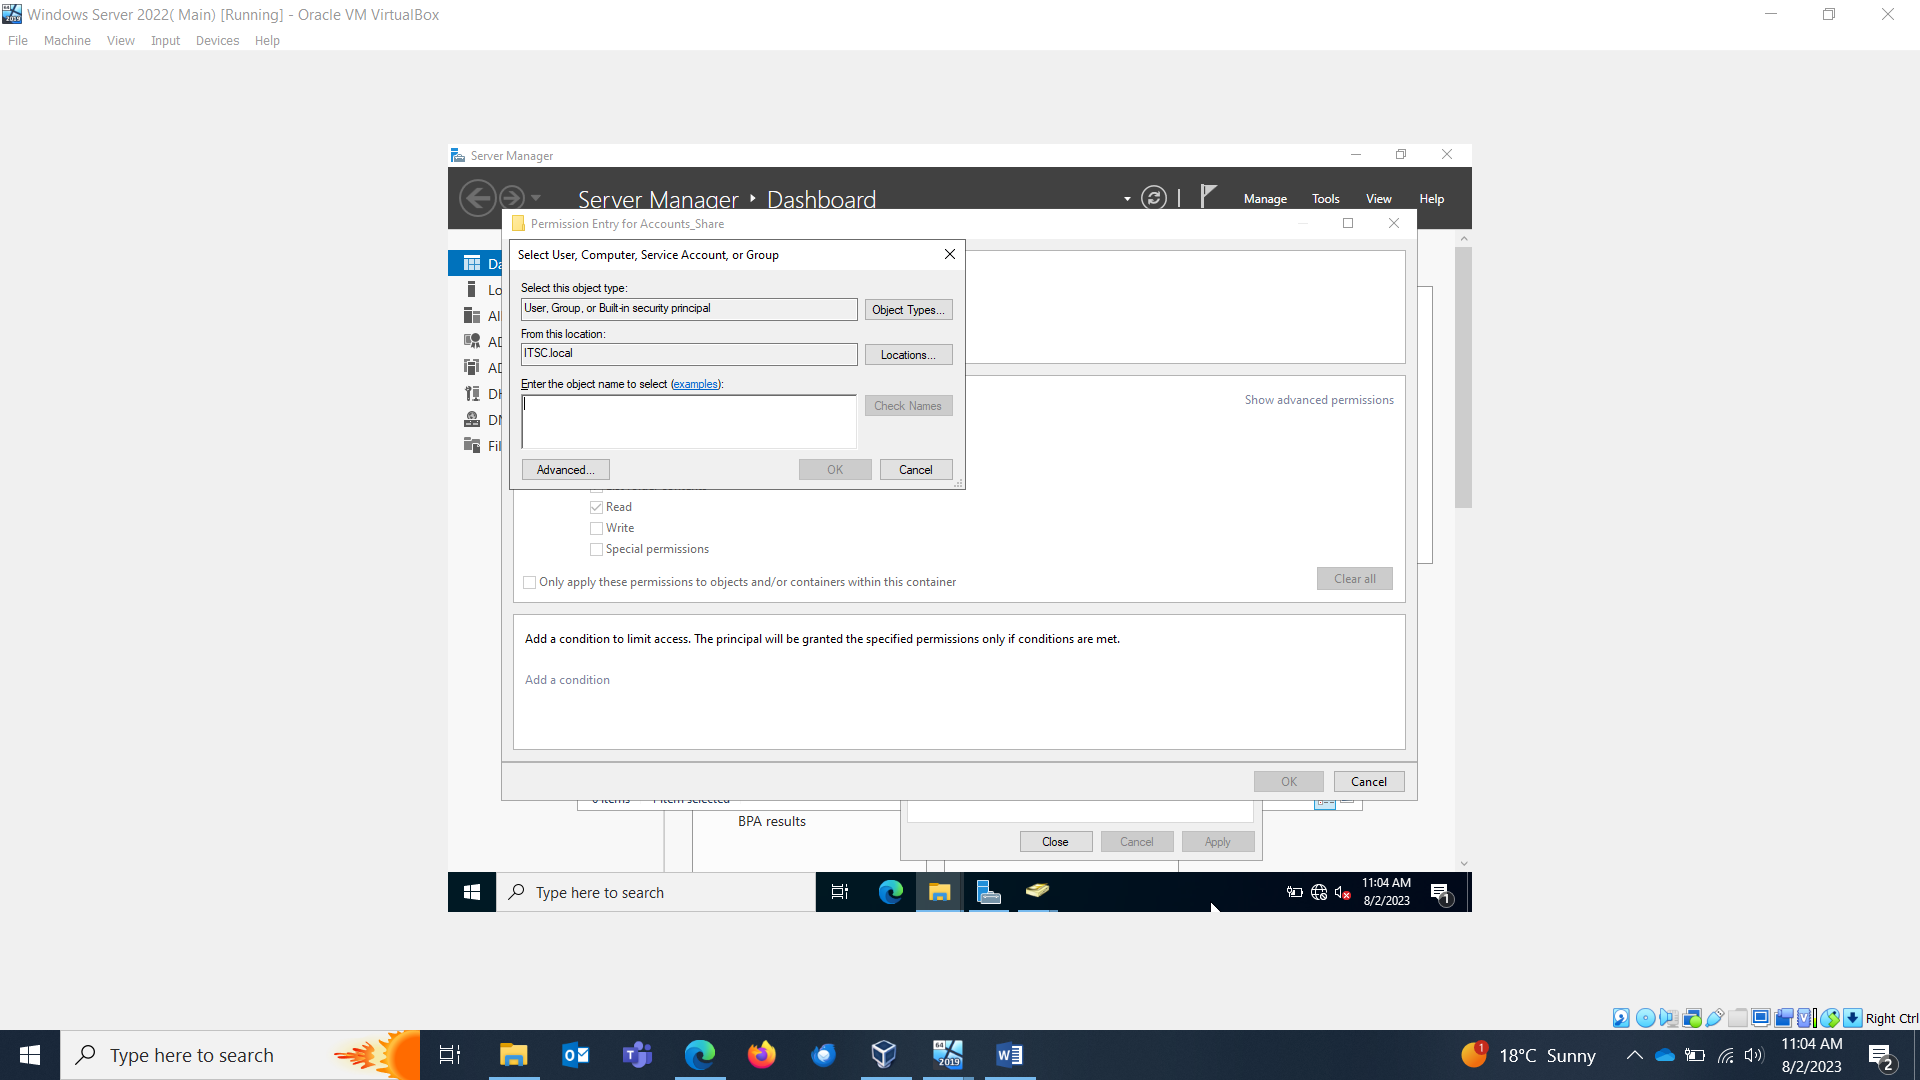 Windows Server 2022( Main) [Running] - Oracle VM VirtualBox
File Machine View Input Devices Help
Server Manager
Server Manager • Dashboard
Manage Tools View Help
Permission Entry for Accounts_Share
Select User, Computer, Service Account, or Group
Select this object type:
User, Group, or Built-in security principal
Object Types...
From this location:
ITSC.local
Locations...
Enter the object name to select (examples):
Check Names
Advanced...
OK
Cancel
Show advanced permissions
Read
Write
Special permissions
Only apply these permissions to objects and/or containers within this container
Clear all
Add a condition to limit access. The principal will be granted the specified permissions only if conditions are met.
Add a condition
OK
Cancel
BPA results
Close
Cancel
Apply
Type here to search
11:04 AM
8/2/2023
1
Right Ctrl
Type here to search
18°C Sunny
11:04 AM
8/2/2023
2